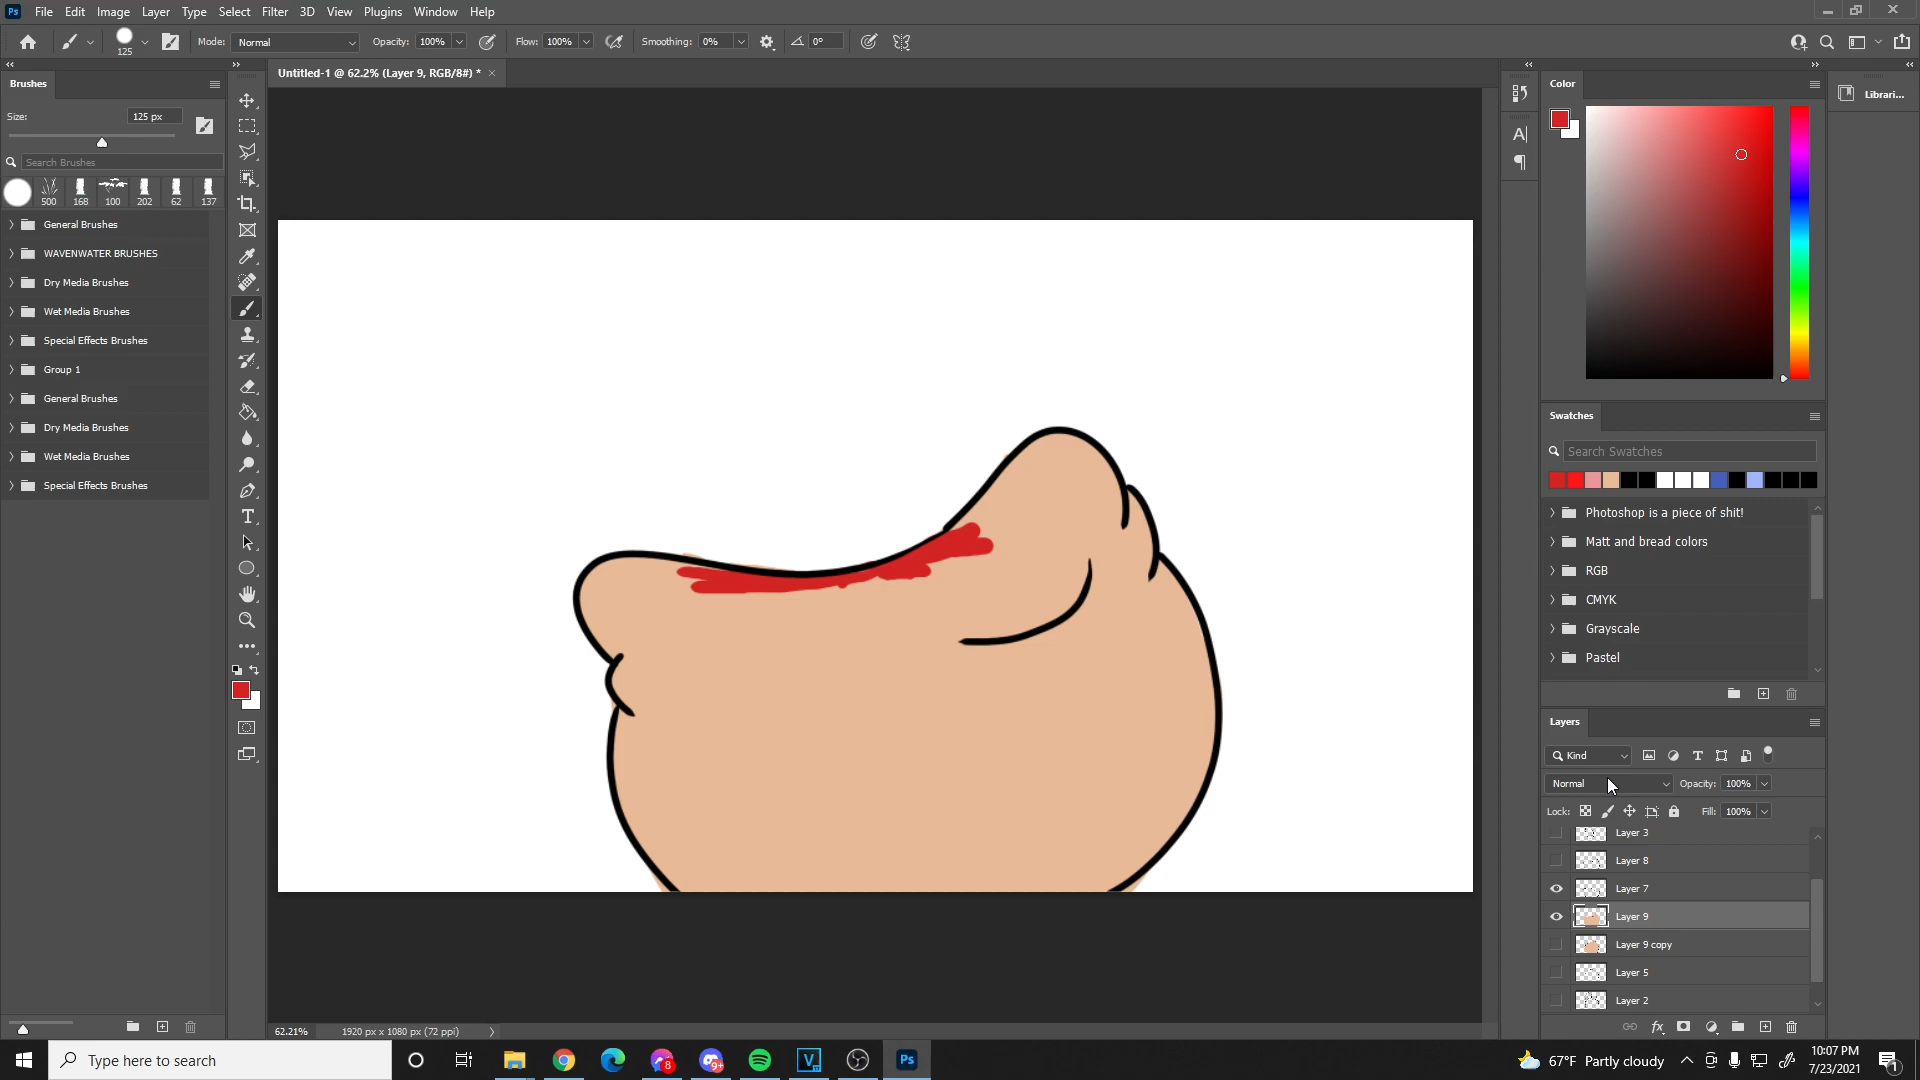 Ps File Edit Image Layer Type Select Filter 3D View Plugins Window Help
125 Mode: Normal Opacity: 100% Flow: 100% Smoothing: 0% 0°
Brushes
Size: 125 px
Search Brushes
500 168 100 202 62 137
General Brushes
WAVENWATER BRUSHES
Dry Media Brushes
Wet Media Brushes
Special Effects Brushes
Group 1
General Brushes
Dry Media Brushes
Wet Media Brushes
Special Effects Brushes
T
Untitled-1 @ 62.2% (Layer 9, RGB/8#) * ×
62.21% 1920 px x 1080 px (72 ppi)
A
Color
Librari...
Swatches
Search Swatches
Photoshop is a piece of shit!
Matt and bread colors
RGB
CMYK
Grayscale
Pastel
Layers
Kind T
Normal Opacity: 100%
Lock: Fill: 100%
Layer 3
Layer 8
Layer 7
Layer 9
Layer 9 copy
Layer 5
Layer 2
fx
Type here to search
8 9+ V Ps
67°F Partly cloudy
10:07 PM
7/23/2021
1